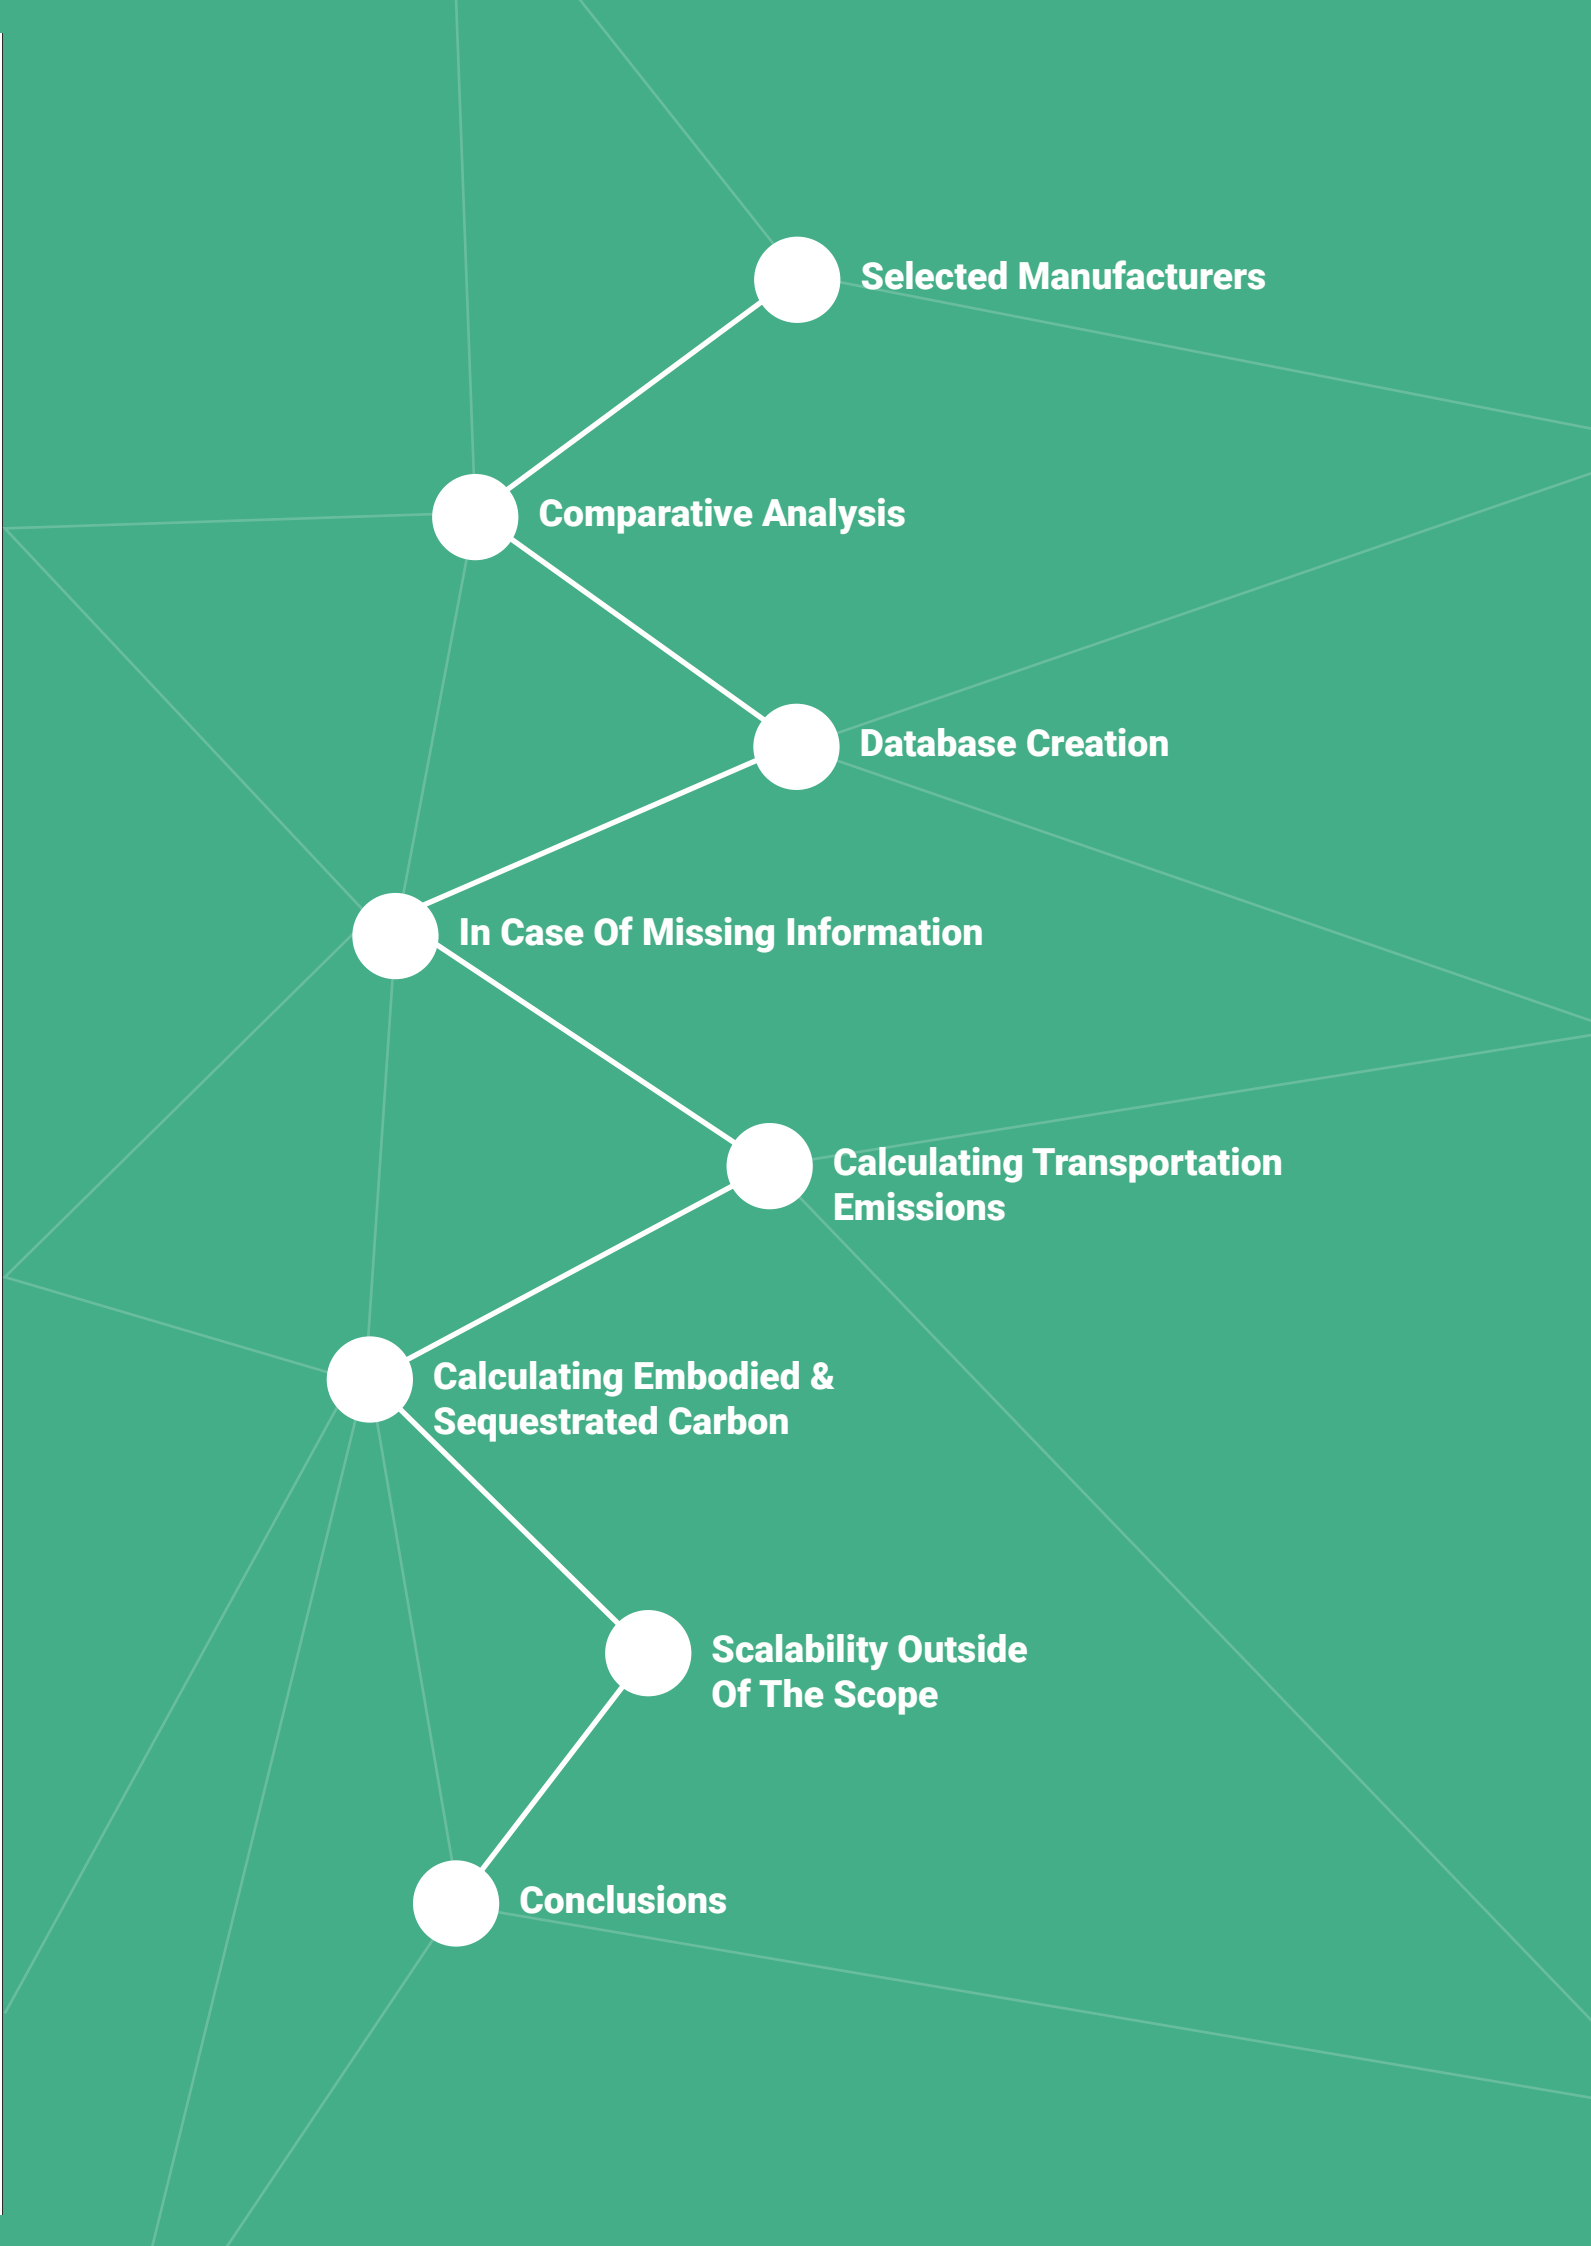 Selected Manufacturers
Comparative Analysis
Database Creation
In Case Of Missing Information
Calculating Transportation
Emissions
Calculating Embodied &
Sequestrated Carbon
Scalability Outside
Of The Scope
Conclusions